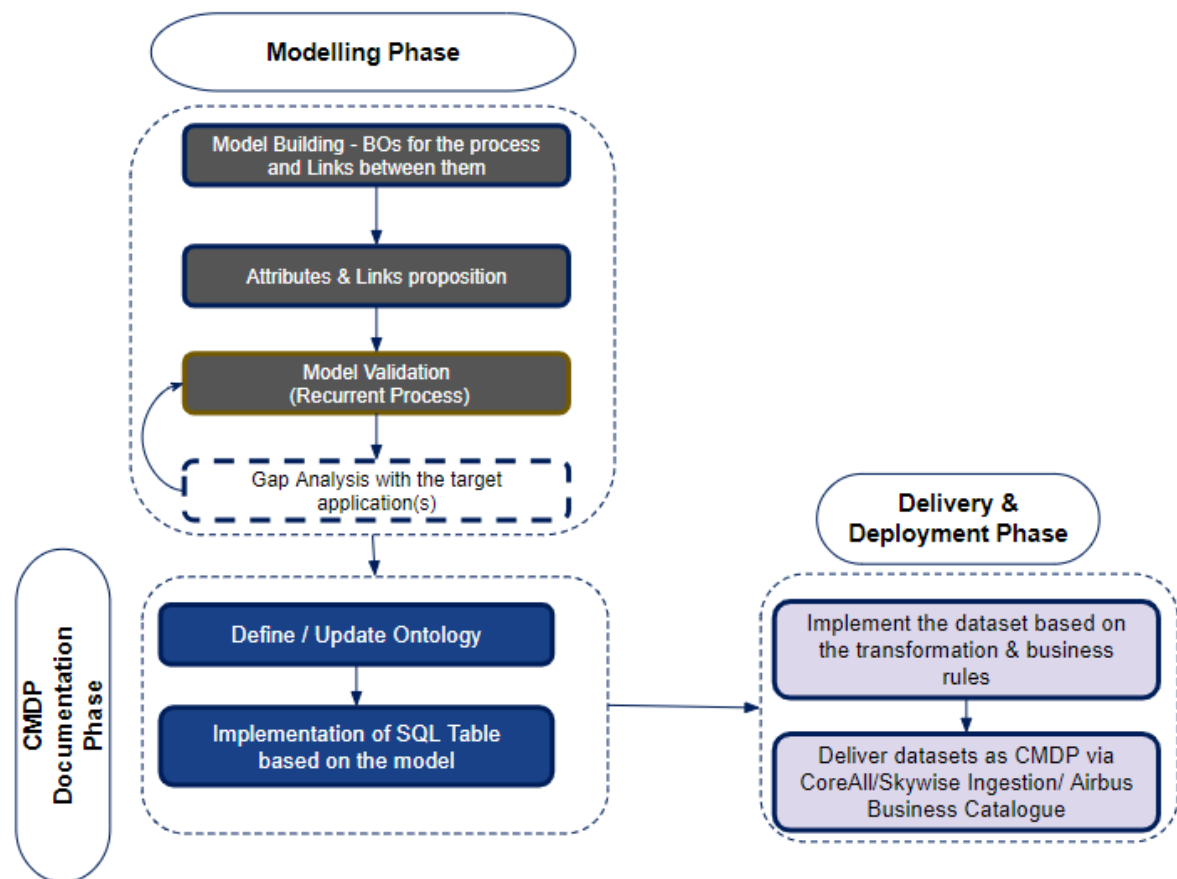 Modelling Phase
Model Building - BOs for the process
and Links between them
Attributes & Links proposition
Model Validation
(Recurrent Process)
Gap Analysis with the target
application(s)
CMDP
Documentation
Phase
Define / Update Ontology
Implementation of SQL Table
based on the model
Delivery &
Deployment Phase
Implement the dataset based on
the transformation & business
rules
Deliver datasets as CMDP via
CoreAll/Skywise Ingestion/ Airbus
Business Catalogue